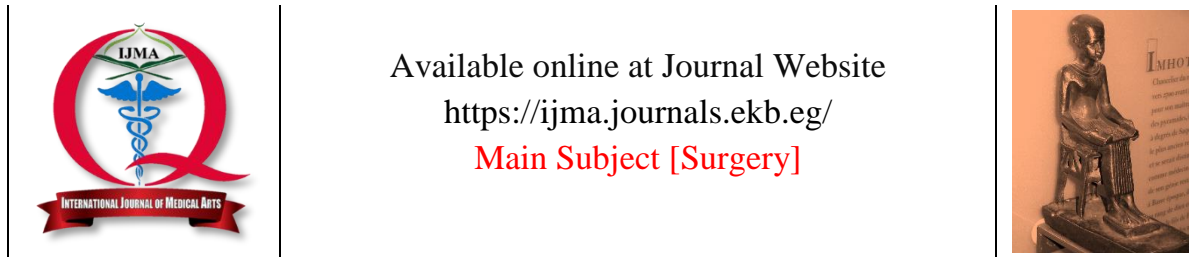 IJMA
INTERNATIONAL JOURNAL OF MEDICAL ARTS
Available online at Journal Website
https://ijma.journals.ekb.eg/
Main Subject [Surgery]
IMHOT